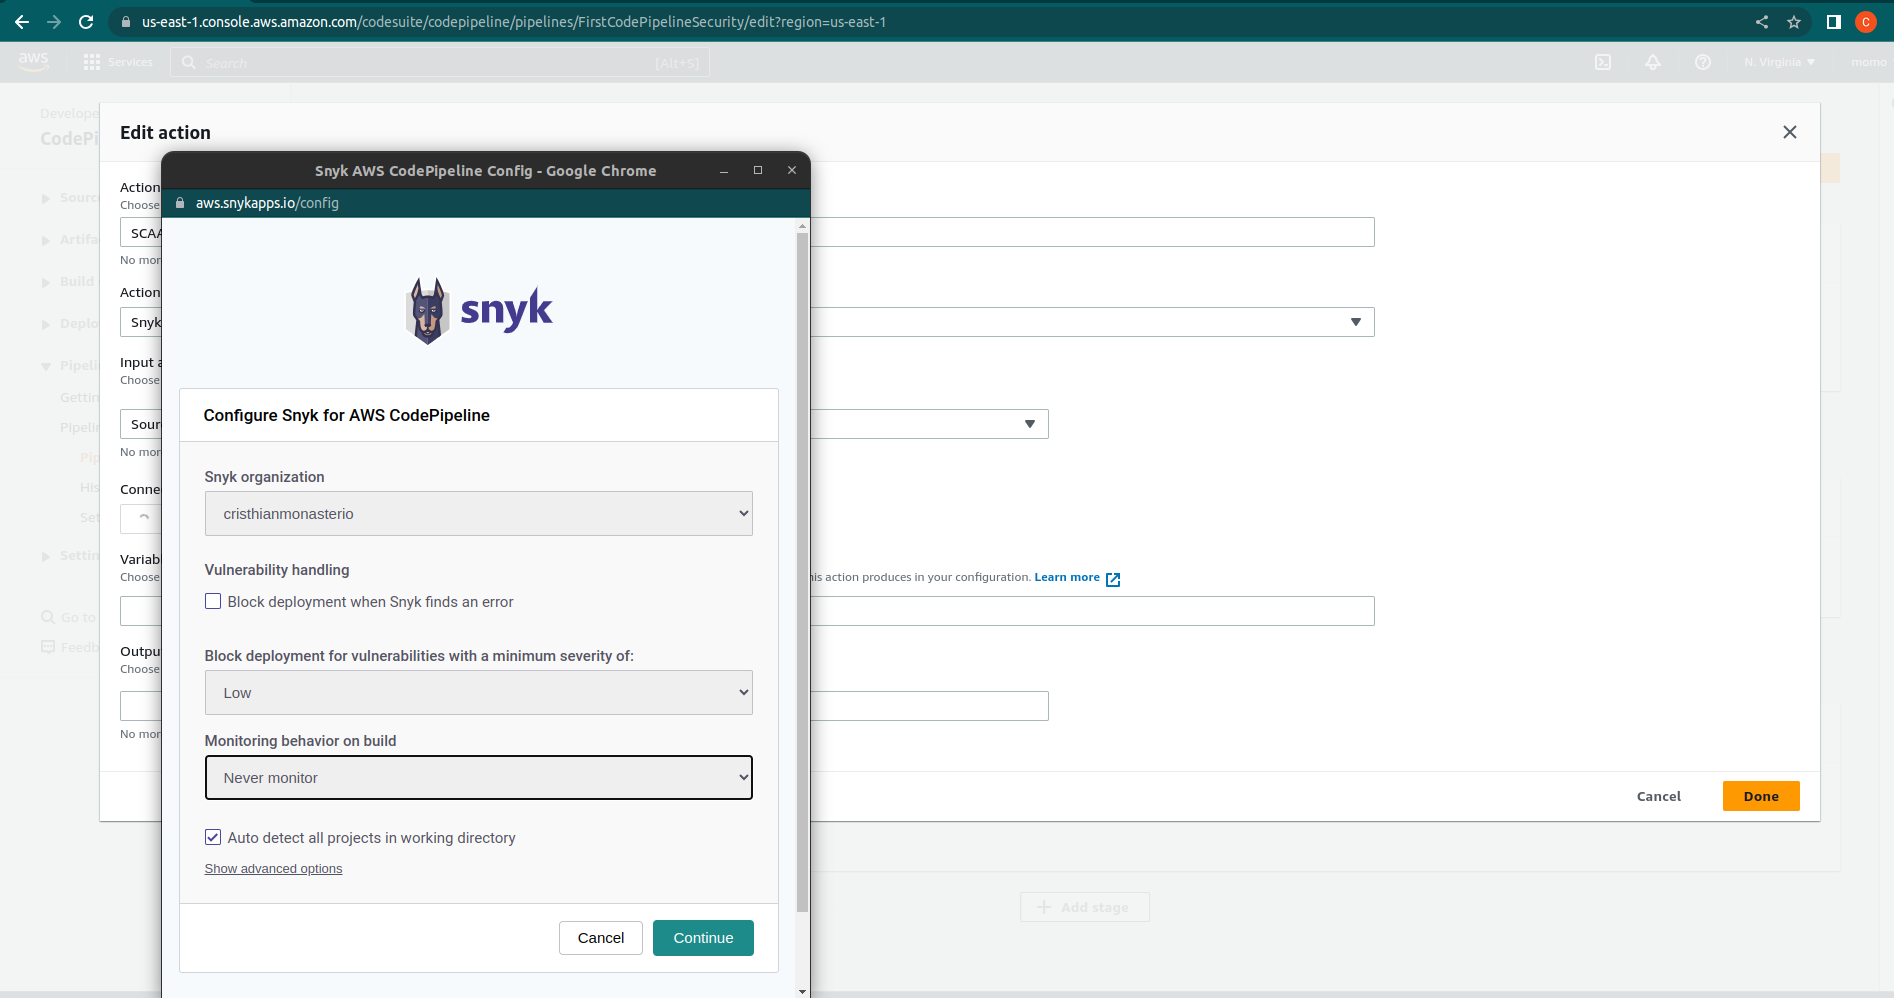 us-east-1.console.aws.amazon.com/codesuite/codepipeline/pipelines/FirstCodePipelineSecurity/edit?region=us-east-1
C
aws
Services
Search
[Alt+S]
N. Virginia
momo
Develope
CodePi
Sourc
Artifa
Build
Deplo
Pipeli
Gettin
Pipelin
Pip
His
Set
Settin
Go to
Feedb
Edit action
Action
Choose
SCAA
No mor
Action
Snyk
Input a
Choose
Sour
No mor
Conne
Variab
Choose
his action produces in your configuration. Learn more
Outpu
Choose
No mor
Cancel
Done
Add stage
Snyk AWS CodePipeline Config - Google Chrome
aws.snykapps.io/config
snyk
Configure Snyk for AWS CodePipeline
Snyk organization
cristhianmonasterio
Vulnerability handling
Block deployment when Snyk finds an error
Block deployment for vulnerabilities with a minimum severity of:
Low
Monitoring behavior on build
Never monitor
Auto detect all projects in working directory
Show advanced options
Cancel
Continue